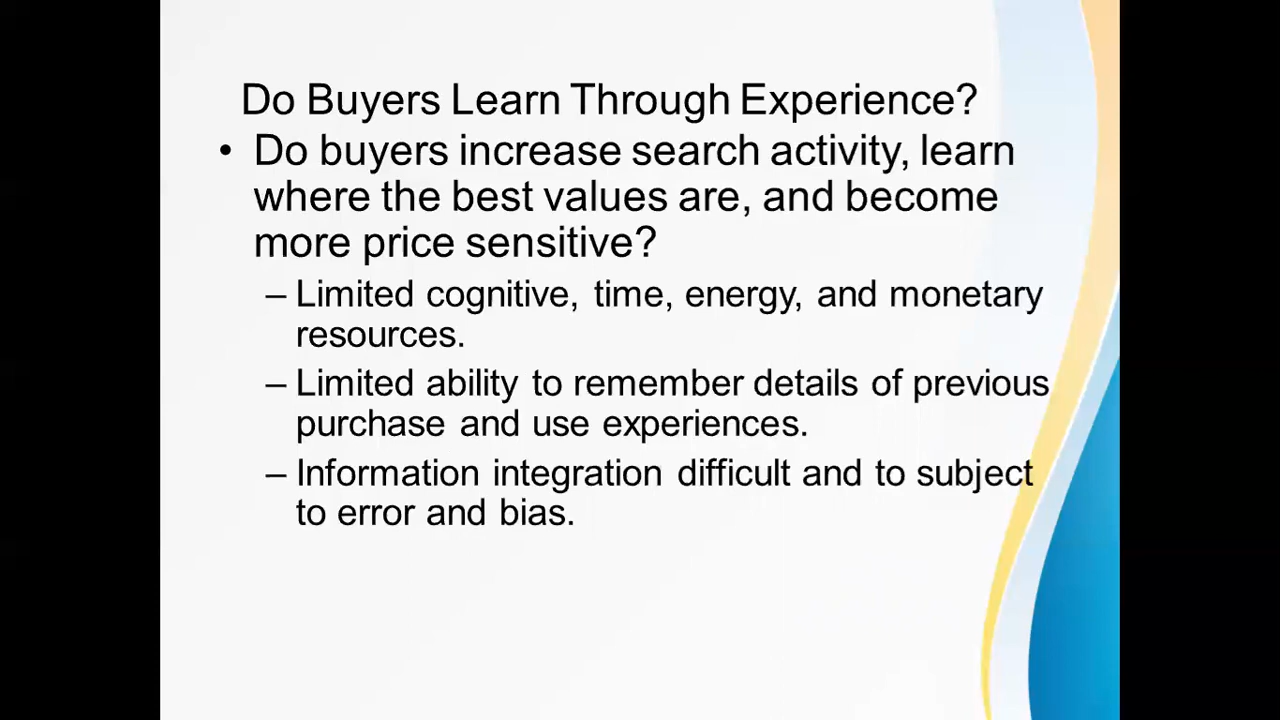 Do Buyers Learn Through Experience?
• Do buyers increase search activity, learn
where the best values are, and become
more price sensitive?
– Limited cognitive, time, energy, and monetary
resources.
– Limited ability to remember details of previous
purchase and use experiences.
– Information integration difficult and to subject
to error and bias.